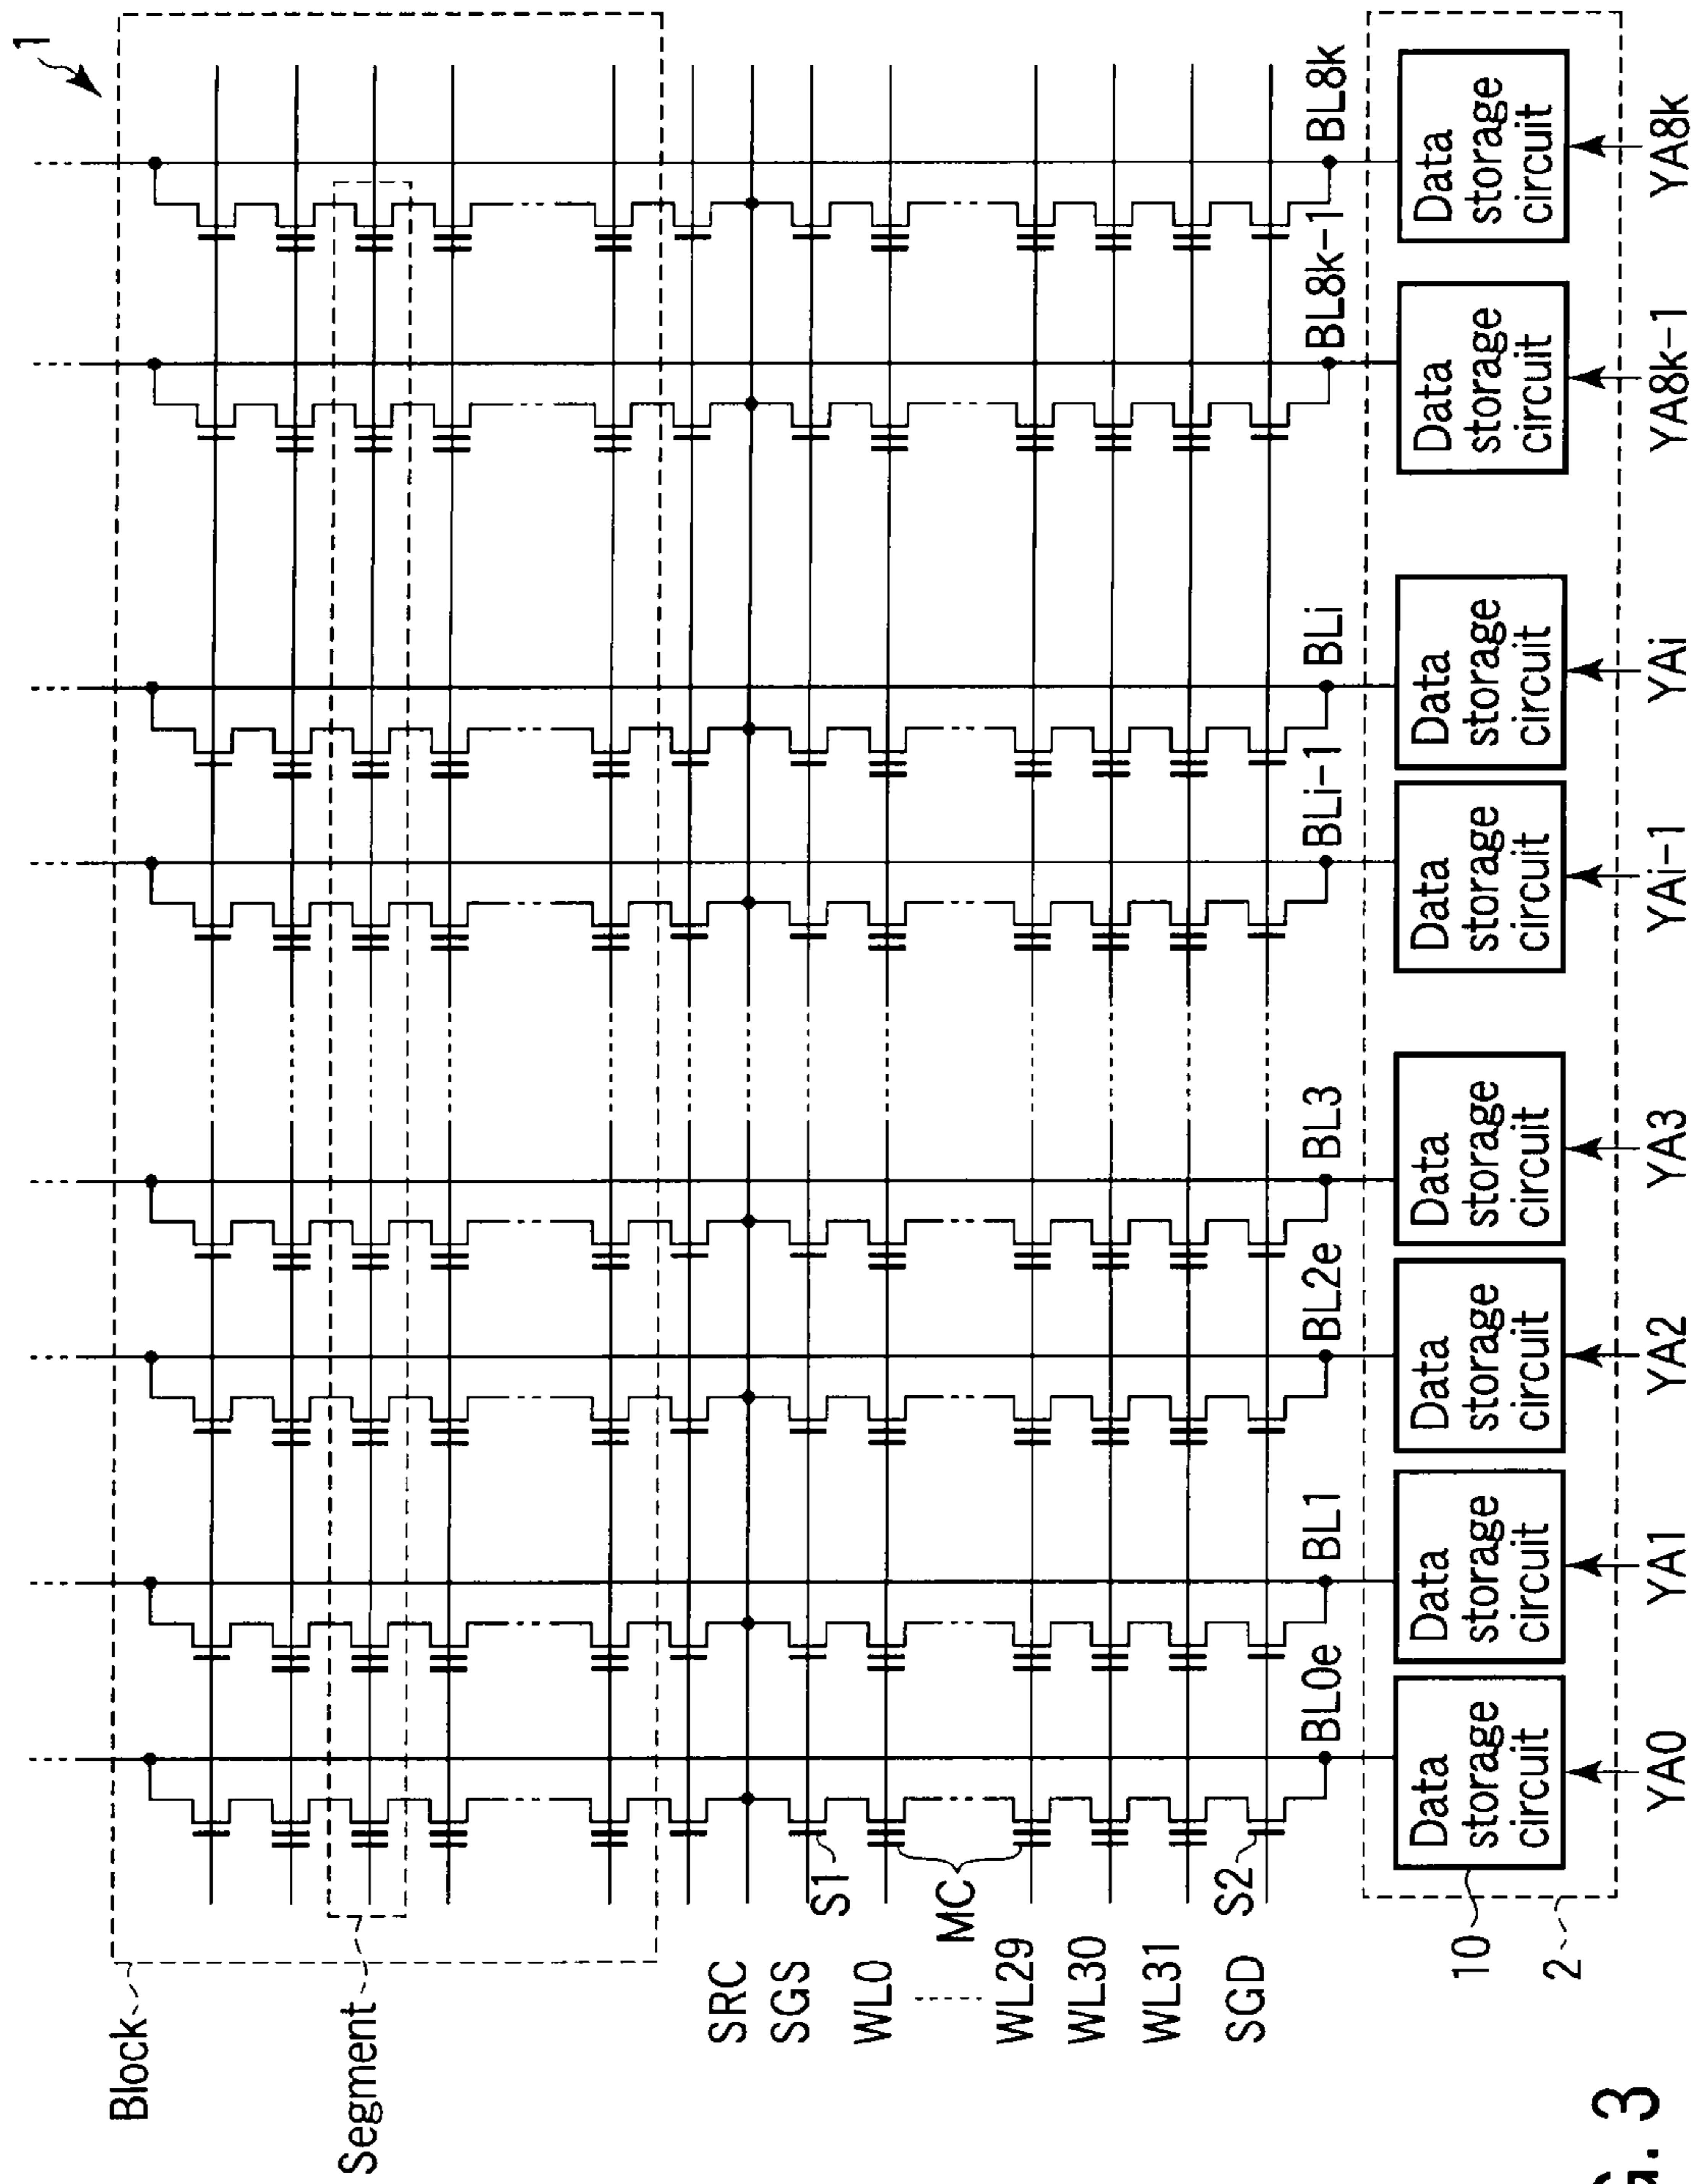 1
Block
Segment
SRC
SGS
WL0
WL29
WL30
WL31
SGD
S1
MC
S2
BL0e
BL1
BL2e
BL3
BLi-1
BLi
BL8k-1
BL8k
10
2
Data
storage
circuit
Data
storage
circuit
Data
storage
circuit
Data
storage
circuit
Data
storage
circuit
Data
storage
circuit
Data
storage
circuit
Data
storage
circuit
YA0
YA1
YA2
YA3
YAi-1
YAi
YA8k-1
YA8k
G. 3